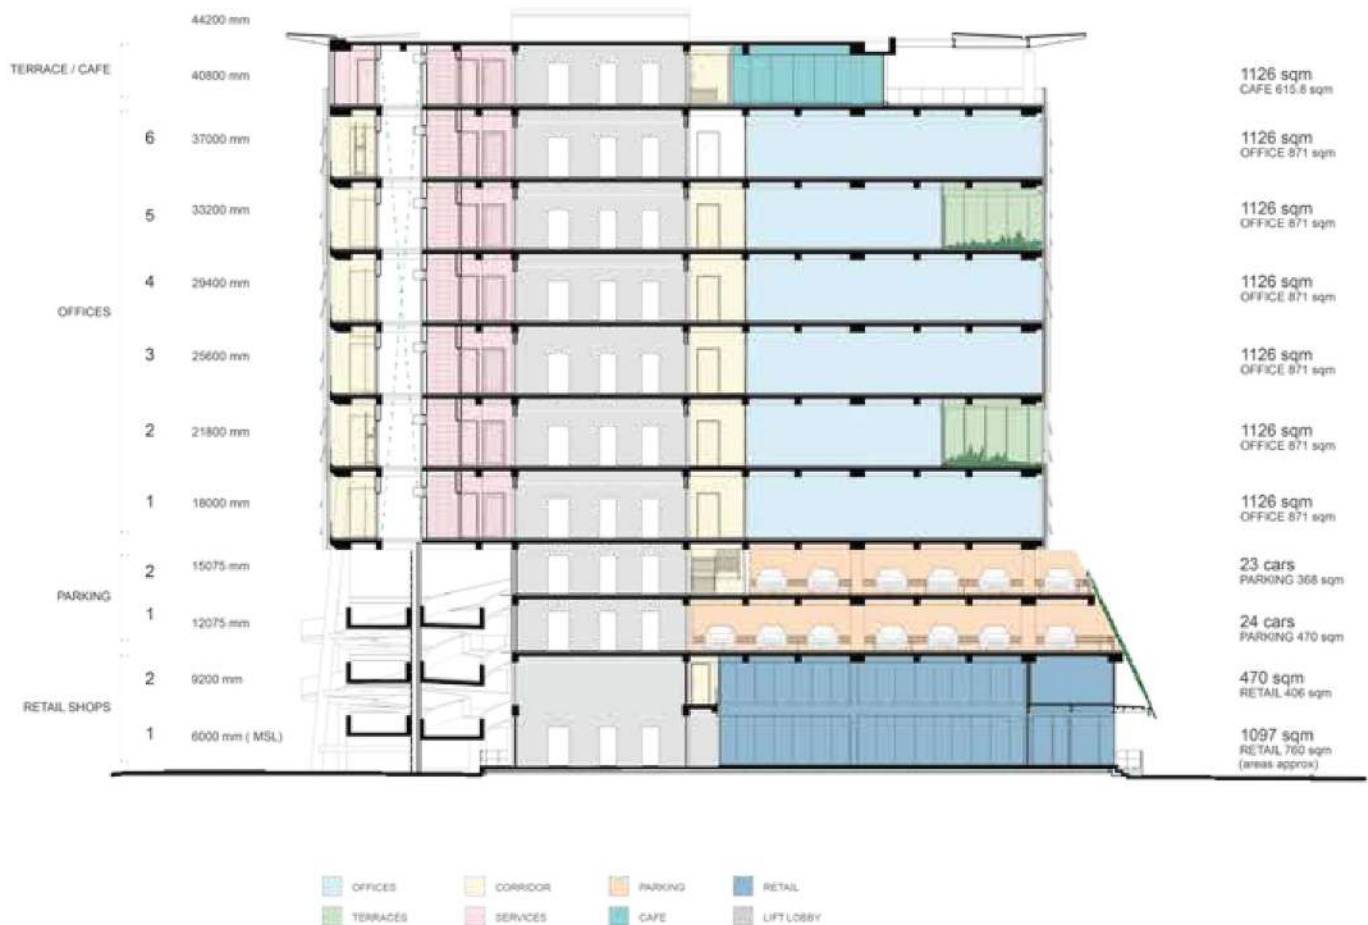 44200 mm
TERRACE / CAFE
40800 mm
1126 sqm
CAFE 615.8 sqm
6
37000 mm
1126 sqm
OFFICE 871 sqm
5
33200 mm
1126 sqm
OFFICE 871 sqm
4
29400 mm
1126 sqm
OFFICE 871 sqm
OFFICES
3
25600 mm
1126 sqm
OFFICE 871 sqm
2
21800 mm
1126 sqm
OFFICE 871 sqm
1
18000 mm
1126 sqm
OFFICE 871 sqm
2
15075 mm
23 cars
PARKING 368 sqm
PARKING
1
12075 mm
24 cars
PARKING 470 sqm
2
9200 mm
470 sqm
RETAIL 406 sqm
RETAIL SHOPS
1
6000 mm ( MSL)
1097 sqm
RETAIL 760 sqm
(areas approx)
OFFICES
CORRIDOR
PARKING
RETAIL
TERRACES
SERVICES
CAFE
LIFT LOBBY